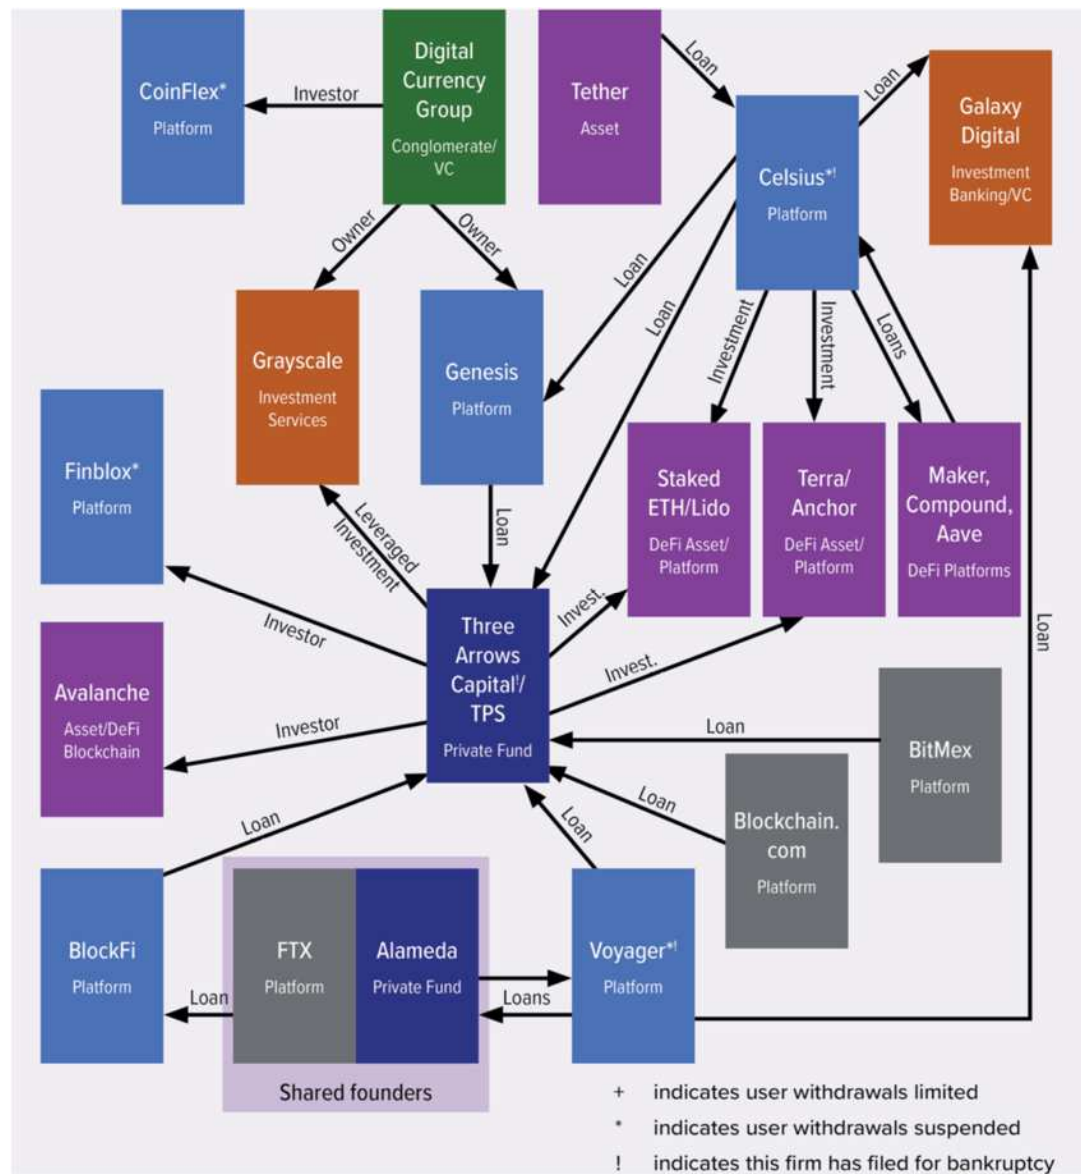 CoinFlex*
Platform
Investor
Digital
Currency
Group
Conglomerate/
VC
Tether
Asset
Loan
Celsius*!
Platform
Loan
Galaxy
Digital
Investment
Banking/VC
Owner
Owner
Loan
Loan
Investment
Investment
Loans
Grayscale
Investment
Services
Genesis
Platform
Finblox*
Platform
Leveraged
Investment
Loan
Staked
ETH/Lido
DeFi Asset/
Platform
Terra/
Anchor
DeFi Asset/
Platform
Maker,
Compound,
Aave
DeFi Platforms
Loan
Investor
Three
Arrows
Capital!/
TPS
Private Fund
Invest.
Invest.
Avalanche
Asset/DeFi
Blockchain
Investor
Loan
BitMex
Platform
Loan
Loan
Loan
Blockchain.
com
Platform
BlockFi
Platform
Loan
FTX
Platform
Alameda
Private Fund
Loans
Voyager*!
Platform
Shared founders
+ indicates user withdrawals limited
* indicates user withdrawals suspended
! indicates this firm has filed for bankruptcy